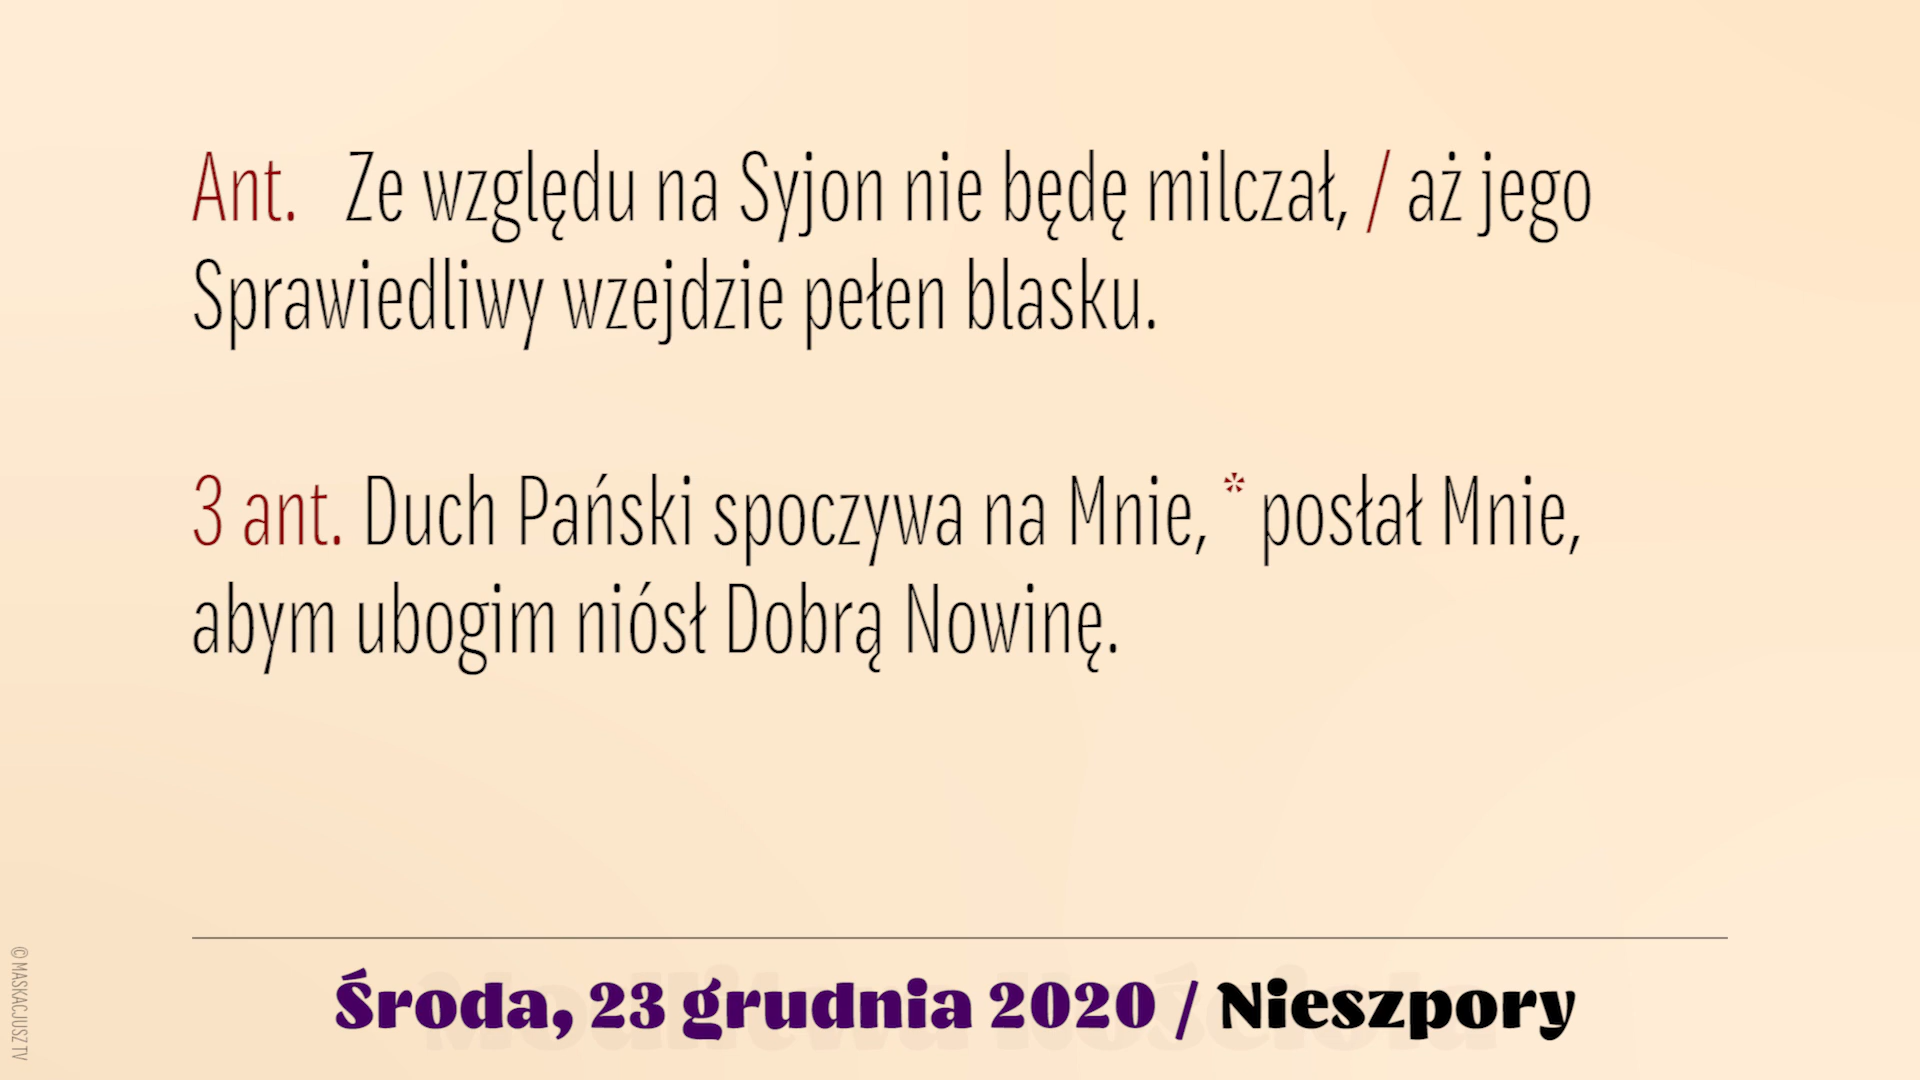 Ant. Ze względu na Syjon nie będę milczał, / aż jego
Sprawiedliwy wzejdzie pełen blasku.
3 ant. Duch Pański spoczywa na Mnie, * posłał Mnie,
abym ubogim niósł Dobrą Nowinę.
Środa, 23 grudnia 2020 / Nieszpory
© MASKACJUSZ TV